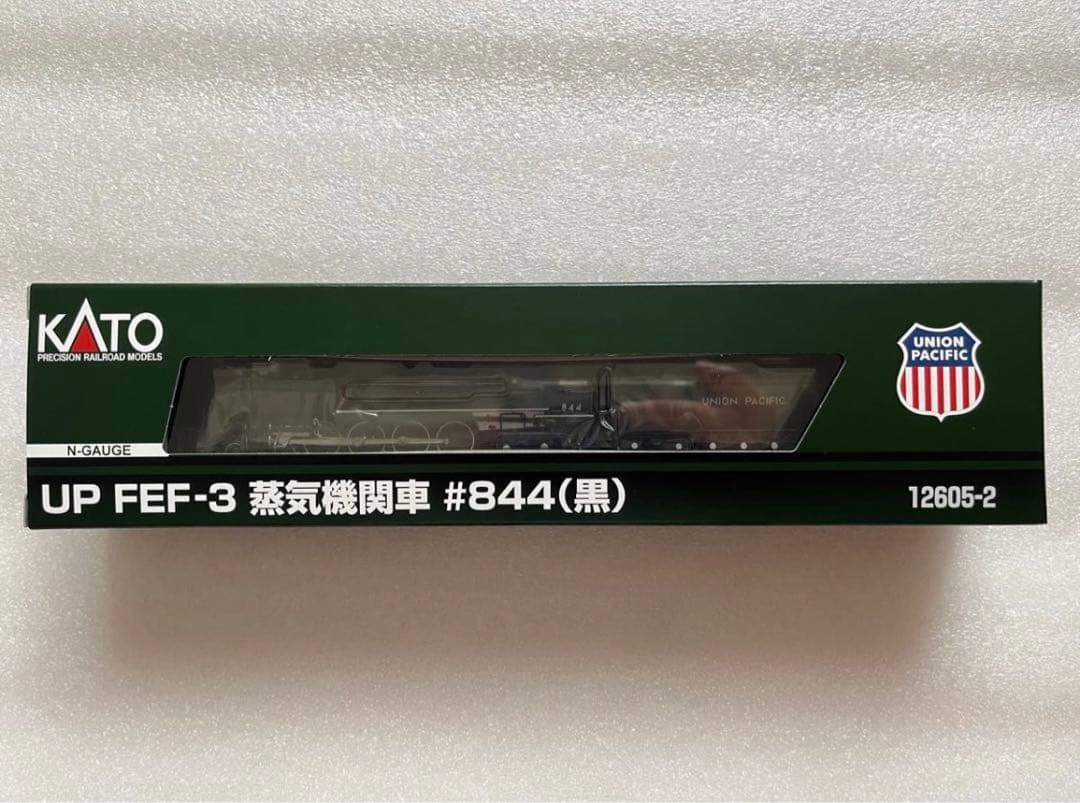 KATO
PRECISION RAILROAD MODELS
UNION
PACIFIC
844
UNION PACIFIC
N-GAUGE
UP FEF-3 蒸気機関車 #844(黒)
12605-2